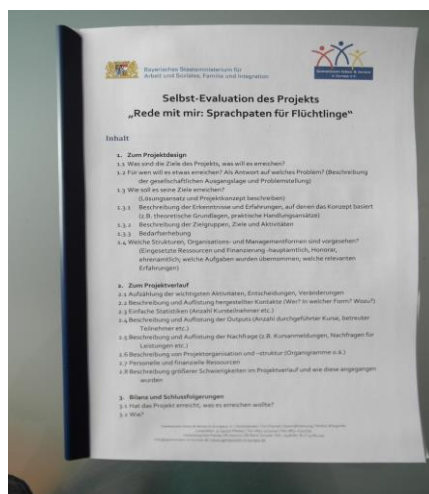 Bayerisches Staatsministerium für
Arbeit und Soziales, Familie und Integration
Selbst-Evaluation des Projekts
„Rede mit mir: Sprachpaten für Flüchtlinge“
Inhalt
1. Zum Projektdesign
1.1 Was sind die Ziele des Projekts, was will es erreichen?
1.2 Für wen will es etwas erreichen? Als Antwort auf welches Problem? (Beschreibung
der gesellschaftlichen Ausgangslage und Problemstellung)
1.3 Wie soll es seine Ziele erreichen?
(Lösungsansatz und Projektkonzept beschreiben)
1.3.1 Beschreibung der Erkenntnisse und Erfahrungen, auf denen das Konzept basiert
(z.B. theoretische Grundlagen, praktische Handlungsansätze)
1.3.2 Beschreibung der Zielgruppen, Ziele und Aktivitäten
1.3.3 Bedarfserhebung
1.4 Welche Strukturen, Organisations- und Managementformen sind vorgesehen?
(Eingesetzte Ressourcen und Finanzierung -hauptamtlich, Honorar,
ehrenamtlich; welche Aufgaben wurden übernommen; welche relevanten
Erfahrungen)
2. Zum Projektverlauf
2.1 Aufzählung der wichtigsten Aktivitäten, Entscheidungen, Veränderungen
2.2 Beschreibung und Auflistung hergestellter Kontakte (Wer? In welcher Form? Wozu?)
2.3 Einfache Statistiken (Anzahl Kursteilnehmer etc.)
2.4 Beschreibung und Auflistung der Outputs (Anzahl durchgeführter Kurse, betreuter
Teilnehmer etc.)
2.5 Beschreibung und Auflistung der Nachfrage (z.B. Kursanmeldungen, Nachfragen für
Leistungen etc.)
2.6 Beschreibung von Projektorganisation und –struktur (Organigramme o.ä.)
2.7 Personelle und finanzielle Ressourcen
2.8 Beschreibung größerer Schwierigkeiten im Projektverlauf und wie diese angegangen
wurden
3. Bilanz und Schlussfolgerungen
3.1 Hat das Projekt erreicht, was es erreichen wollte?
3.2 Wie?